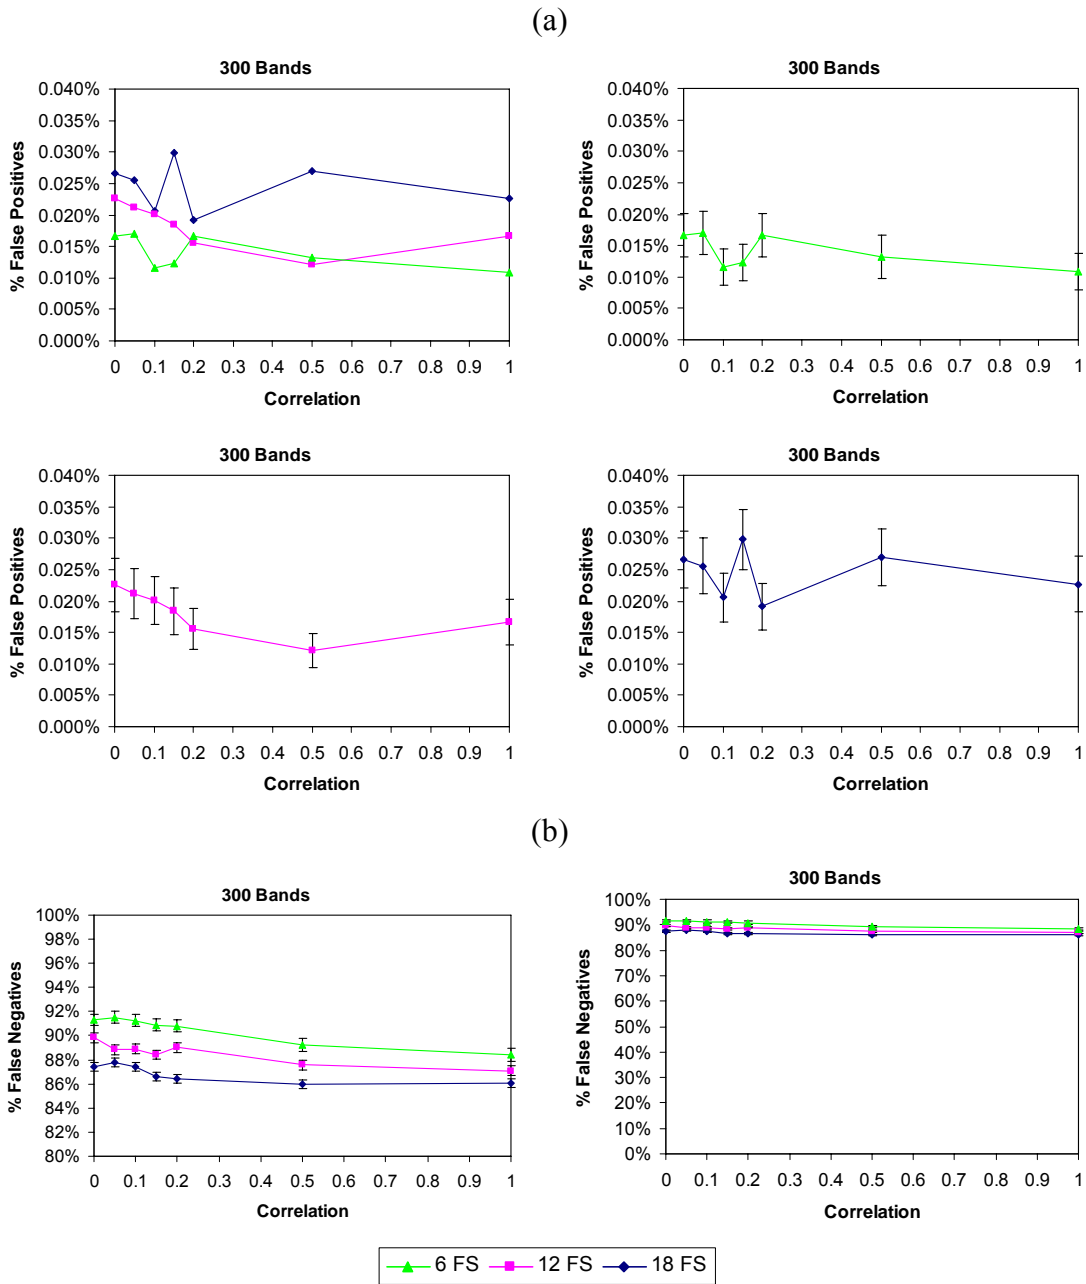 (a)
300 Bands
% False Positives
0.040%
0.035%
0.030%
0.025%
0.020%
0.015%
0.010%
0.005%
0.000%
0 0.1 0.2 0.3 0.4 0.5 0.6 0.7 0.8 0.9 1
Correlation
300 Bands
% False Positives
0.040%
0.035%
0.030%
0.025%
0.020%
0.015%
0.010%
0.005%
0.000%
0 0.1 0.2 0.3 0.4 0.5 0.6 0.7 0.8 0.9 1
Correlation
300 Bands
% False Positives
0.040%
0.035%
0.030%
0.025%
0.020%
0.015%
0.010%
0.005%
0.000%
0 0.1 0.2 0.3 0.4 0.5 0.6 0.7 0.8 0.9 1
Correlation
300 Bands
% False Positives
0.040%
0.035%
0.030%
0.025%
0.020%
0.015%
0.010%
0.005%
0.000%
0 0.1 0.2 0.3 0.4 0.5 0.6 0.7 0.8 0.9 1
Correlation
(b)
300 Bands
% False Negatives
100%
98%
96%
94%
92%
90%
88%
86%
84%
82%
80%
0 0.1 0.2 0.3 0.4 0.5 0.6 0.7 0.8 0.9 1
Correlation
300 Bands
% False Negatives
100%
90%
80%
70%
60%
50%
40%
30%
20%
10%
0%
0 0.1 0.2 0.3 0.4 0.5 0.6 0.7 0.8 0.9 1
Correlation
6 FS 12 FS 18 FS